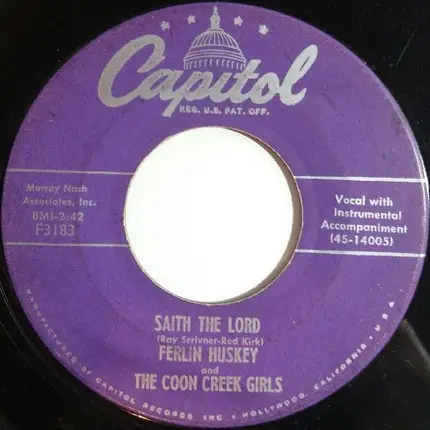 Capitol
REG. U.S. PAT. OFF.
Murray Nash
Associates, Inc.
BMI-2:42
F3183
Vocal with
Instrumental
Accompaniment
(45-14005)
SAITH THE LORD
(Ray Scrivner-Red Kirk)
FERLIN HUSKEY
and
THE COON CREEK GIRLS
MANUFACTURED BY CAPITOL RECORDS INC • HOLLYWOOD, CALIFORNIA, U.S.A.